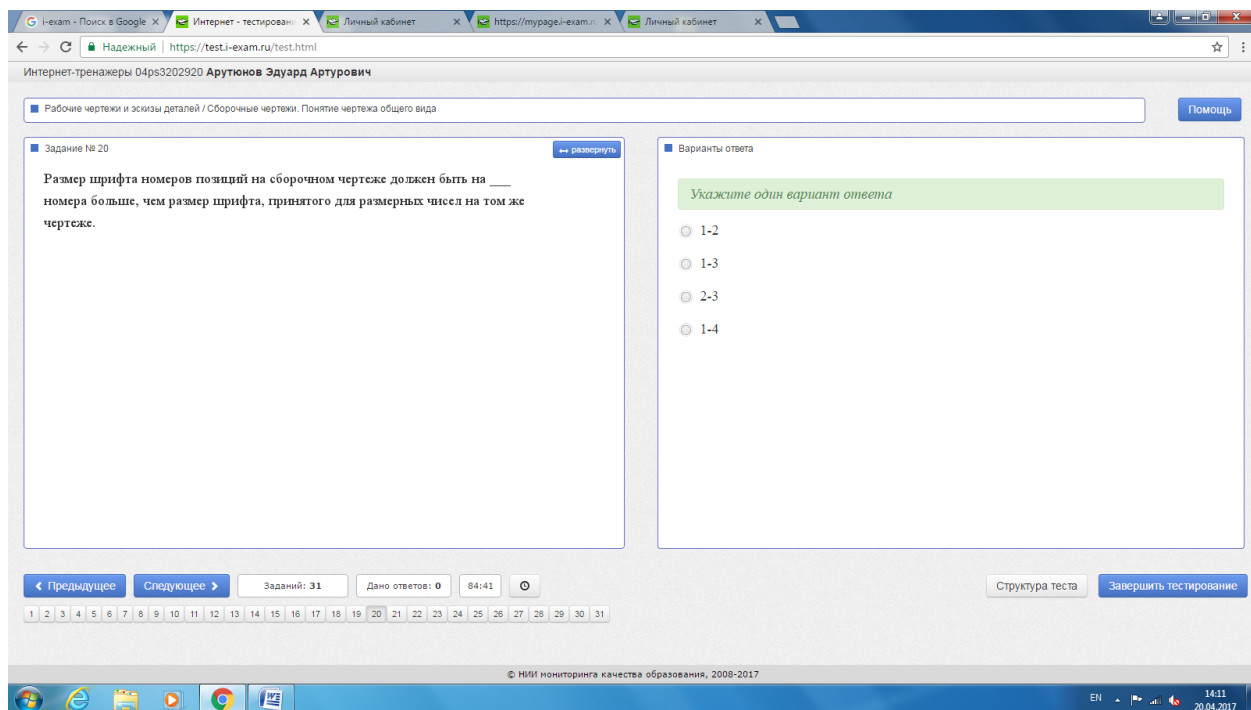 i-exam - Поиск в Google
Интернет - тестировани
Личный кабинет
https://mypage.i-exam.r
Личный кабинет
Надежный | https://test.i-exam.ru/test.html
Интернет-тренажеры 04ps3202920 Арутюнов Эдуард Артурович
Рабочие чертежи и эскизы деталей / Сборочные чертежи. Понятие чертежа общего вида
Помощь
Задание № 20
развернуть
Размер шрифта номеров позиций на сборочном чертеже должен быть на ___
номера больше, чем размер шрифта, принятого для размерных чисел на том же
чертеже.
Варианты ответа
Укажите один вариант ответа
1-2
1-3
2-3
1-4
Предыдущее
Следующее
Заданий: 31
Дано ответов: 0
84:41
Структура теста
Завершить тестирование
1 2 3 4 5 6 7 8 9 10 11 12 13 14 15 16 17 18 19 20 21 22 23 24 25 26 27 28 29 30 31
© НИИ мониторинга качества образования, 2008-2017
EN
14:11
20.04.2017